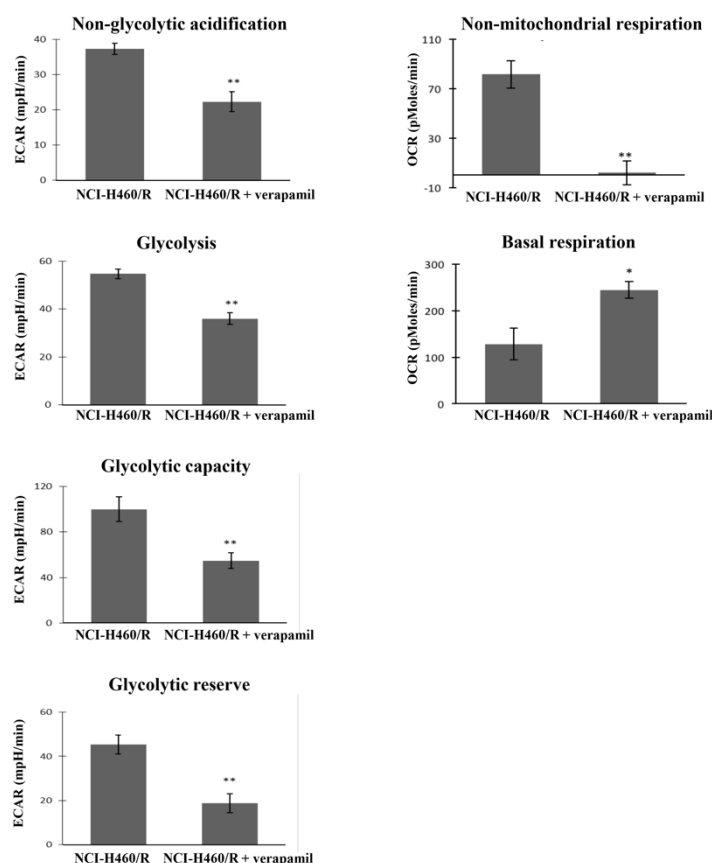 Non-glycolytic acidification
ECAR (mpH/min)
40
30
20
10
0
**
NCI-H460/R NCI-H460/R + verapamil
Non-mitochondrial respiration
OCR (pMoles/min)
110
70
30
-10
**
NCI-H460/R NCI-H460/R + verapamil
Glycolysis
ECAR (mpH/min)
60
40
20
0
**
NCI-H460/R NCI-H460/R + verapamil
Basal respiration
OCR (pMoles/min)
300
200
100
0
*
NCI-H460/R NCI-H460/R + verapamil
Glycolytic capacity
ECAR (mpH/min)
120
80
40
0
**
NCI-H460/R NCI-H460/R + verapamil
Glycolytic reserve
ECAR (mpH/min)
60
40
20
0
**
NCI-H460/R NCI-H460/R + verapamil